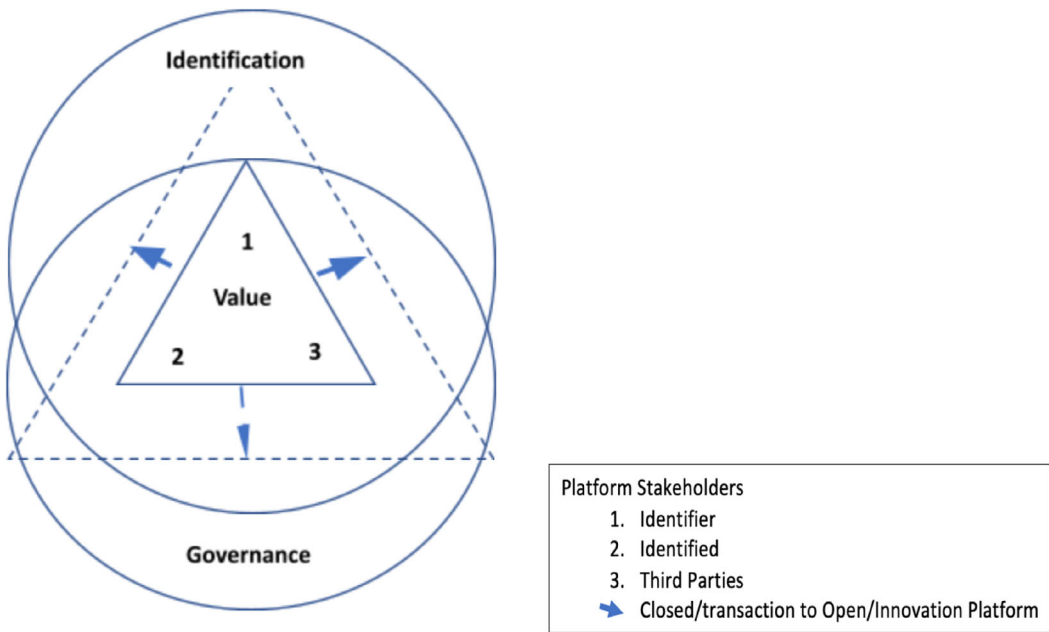 Identification
1
Value
2
3
Governance
Platform Stakeholders
1. Identifier
2. Identified
3. Third Parties
Closed/transaction to Open/Innovation Platform